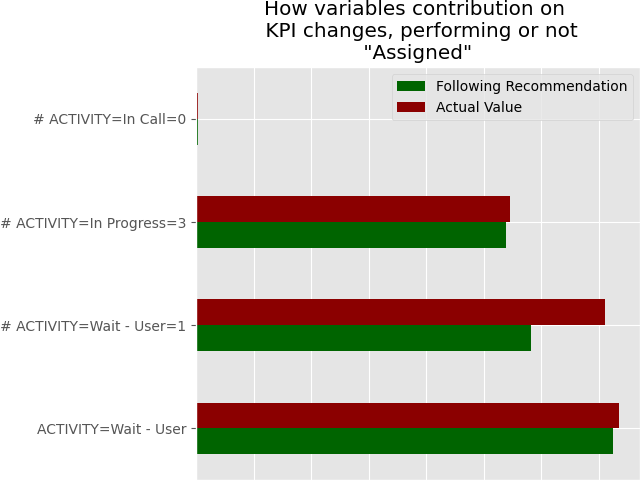 How variables contribution on
KPI changes, performing or not
"Assigned"
Following Recommendation
Actual Value
# ACTIVITY=In Call=0
# ACTIVITY=In Progress=3
# ACTIVITY=Wait - User=1
ACTIVITY=Wait - User